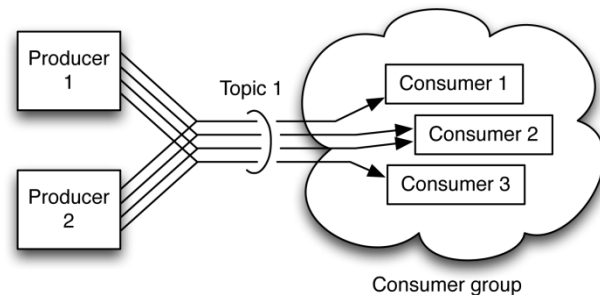 Producer
1
Topic 1
Consumer 1
Consumer 2
Producer
2
Consumer 3
Consumer group